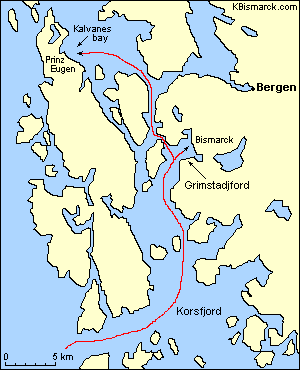 KBismarck.com
Kalvanes
bay
Prinz
Eugen
Bergen
Bismarck
Grimstadfjord
Korsfjord
0
5 km